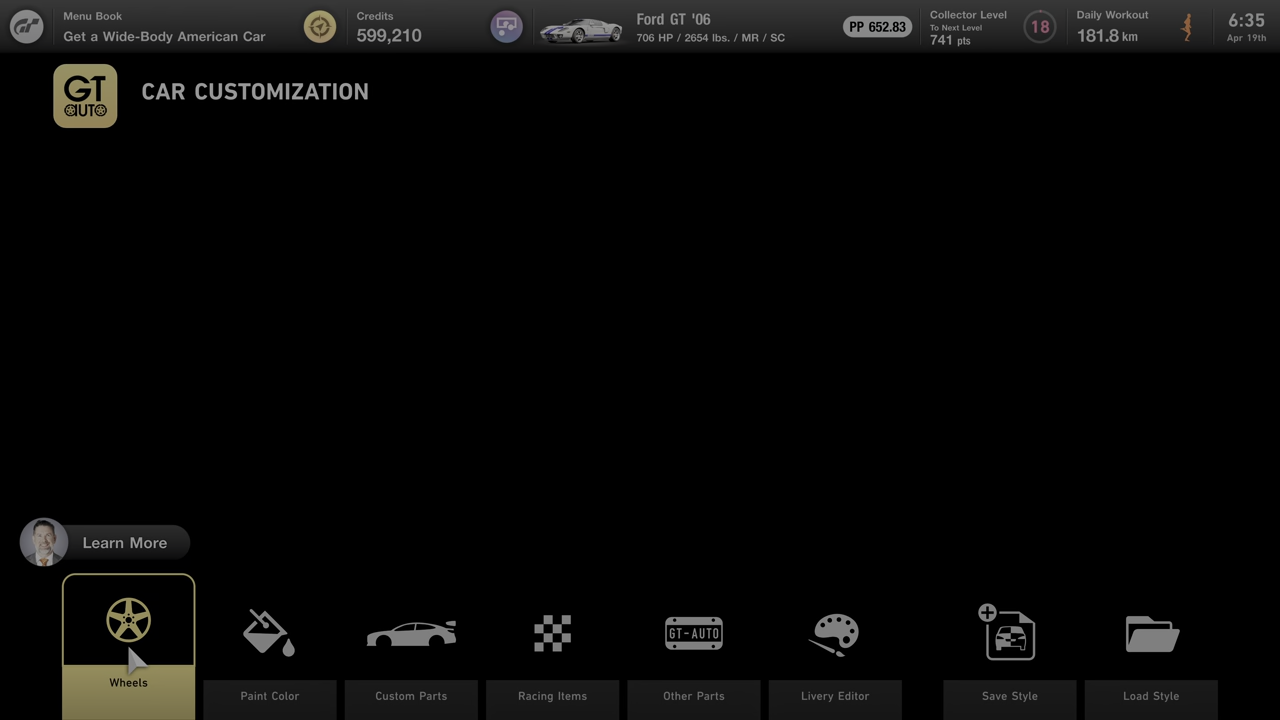 Menu Book
Get a Wide-Body American Car
Credits
599,210
Ford GT '06
706 HP / 2654 lbs. / MR / SC
PP 652.83
Collector Level
To Next Level
741 pts
18
Daily Workout
181.8 km
6:35
Apr 19th
GT
AUTO
CAR CUSTOMIZATION
Learn More
Wheels
Paint Color
Custom Parts
Racing Items
GT-AUTO
Other Parts
Livery Editor
Save Style
Load Style